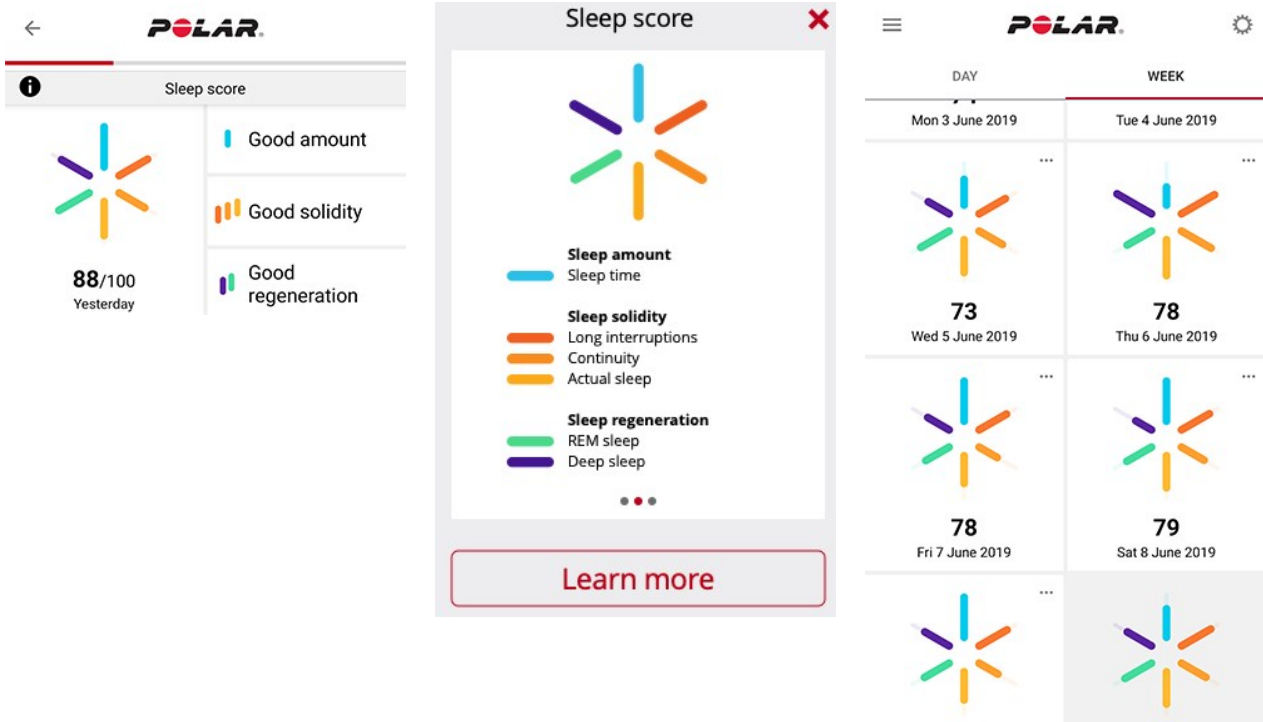 POLAR.
Sleep score
Good amount
Good solidity
Good
regeneration
88/100
Yesterday
Sleep score
Sleep amount
Sleep time
Sleep solidity
Long interruptions
Continuity
Actual sleep
Sleep regeneration
REM sleep
Deep sleep
Learn more
POLAR.
DAY
WEEK
Mon 3 June 2019
Tue 4 June 2019
73
Wed 5 June 2019
78
Thu 6 June 2019
78
Fri 7 June 2019
79
Sat 8 June 2019